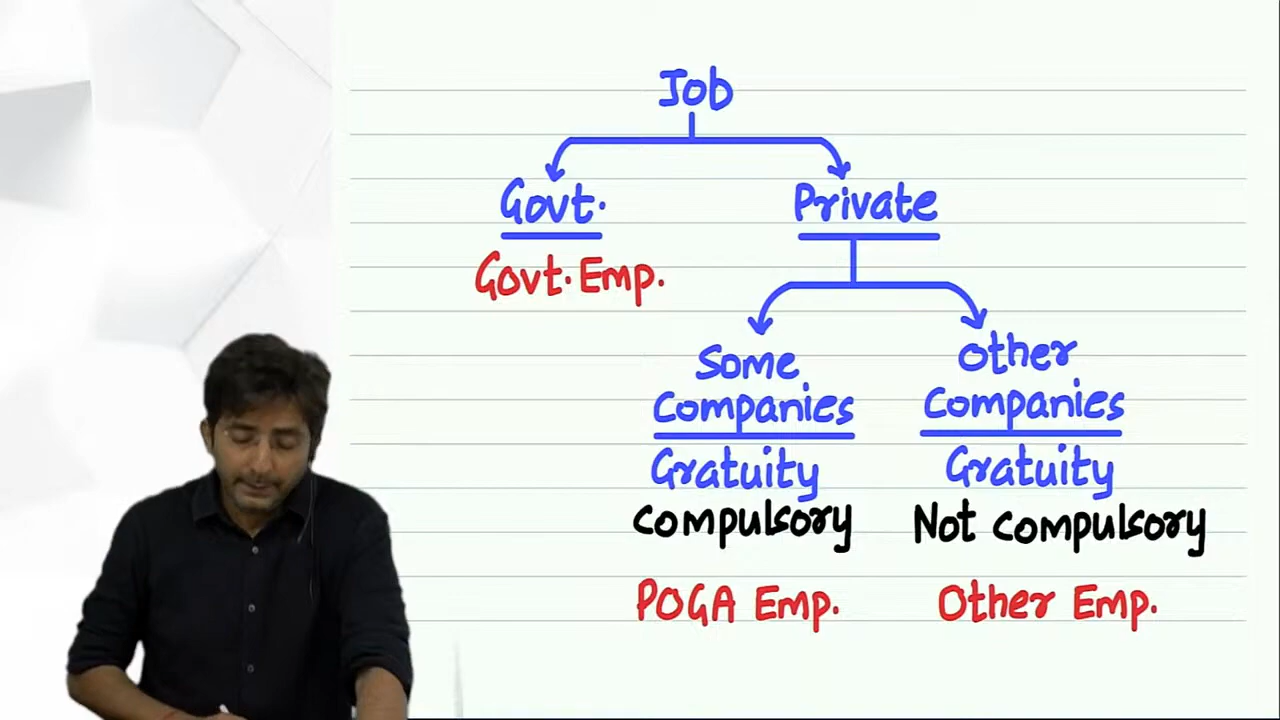 Job
Govt. Private
Govt. Emp.
Some Other
Companies Companies
Gratuity Gratuity
compulsory Not compulsory
POGA Emp. Other Emp.